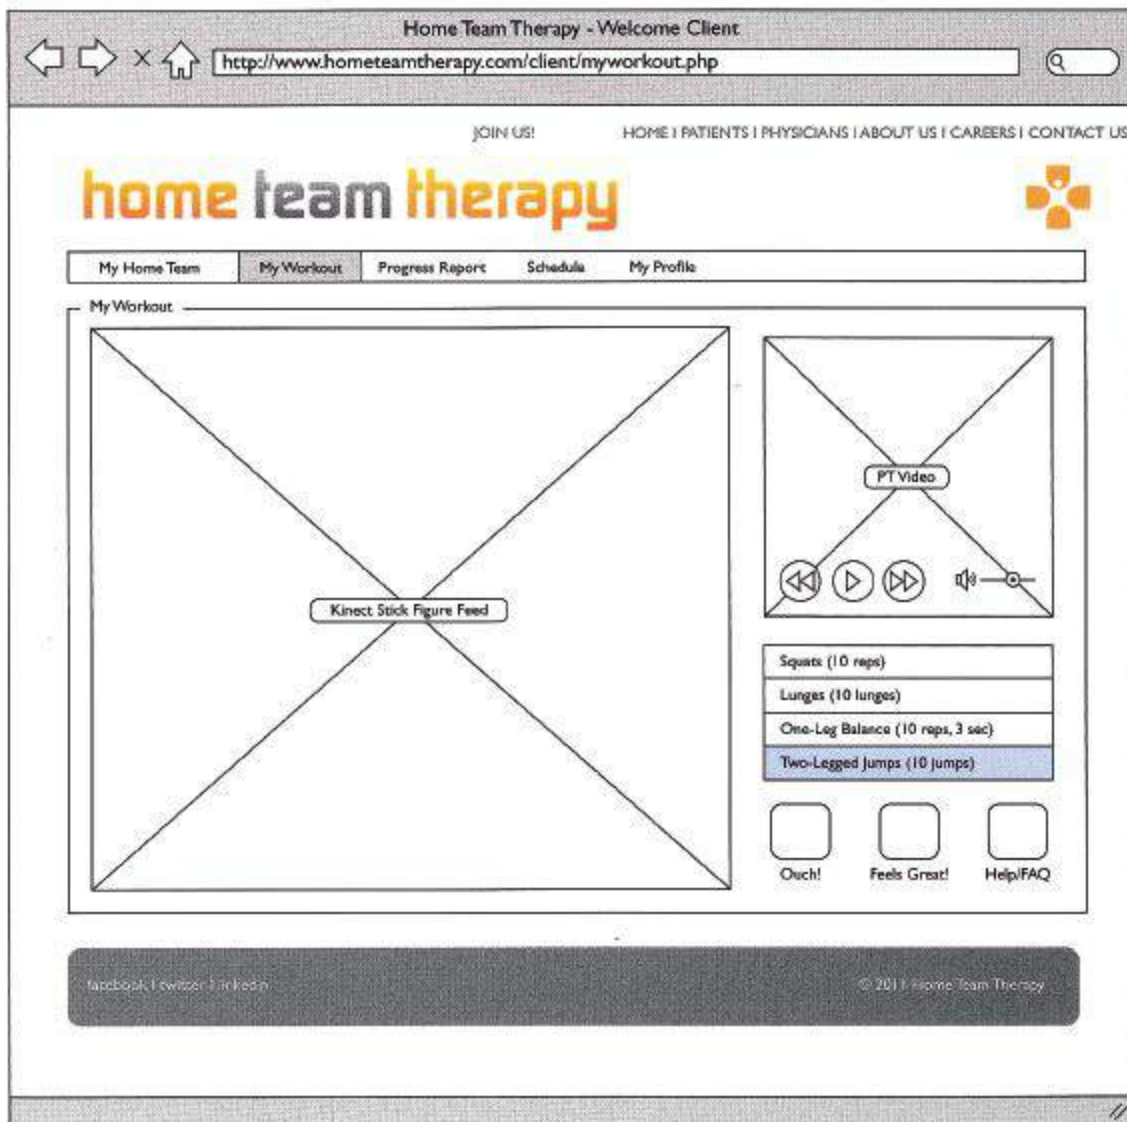 Home Team Therapy - Welcome Client
http://www.hometeamtherapy.com/client/myworkout.php
JOIN US! HOME I PATIENTS I PHYSICIANS I ABOUT US I CAREERS I CONTACT US
home team therapy
My Home Team My Workout Progress Report Schedule My Profile
My Workout
Kinect Stick Figure Feed
PT Video
Squats (10 reps)
Lunges (10 lunges)
One-Leg Balance (10 reps, 3 sec)
Two-Legged Jumps (10 jumps)
Ouch! Feels Great! Help/FAQ
facebook I twitter I linkedin © 2011 Home Team Therapy